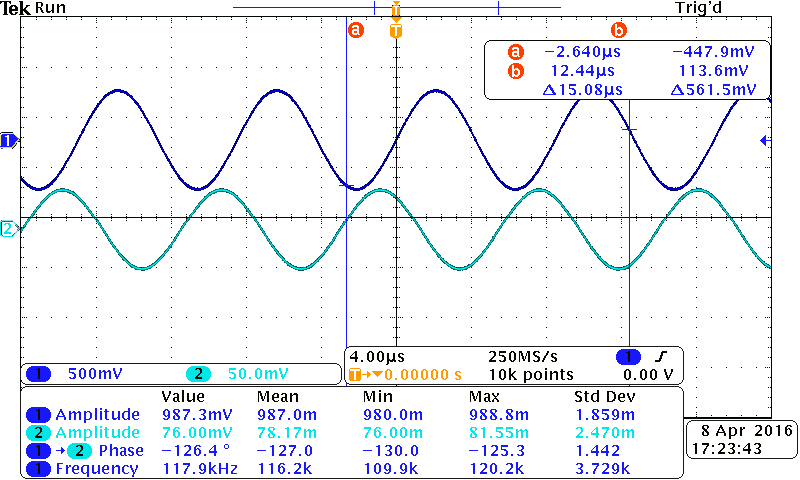 Tek Run Trig'd
a T b
a −2.640µs −447.9mV
b 12.44µs 113.6mV
Δ15.08µs Δ561.5mV
1
2
1 500mV 2 50.0mV
4.00µs 250MS/s 1
T→▼0.00000 s 10k points 0.00 V
Value Mean Min Max Std Dev
1 Amplitude 987.3mV 987.0m 980.0m 988.8m 1.859m
2 Amplitude 76.00mV 78.17m 76.00m 81.55m 2.470m
1 → 2 Phase −126.4 ° −127.0 −130.0 −125.3 1.442
1 Frequency 117.9kHz 116.2k 109.9k 120.2k 3.729k
8 Apr 2016
17:23:43